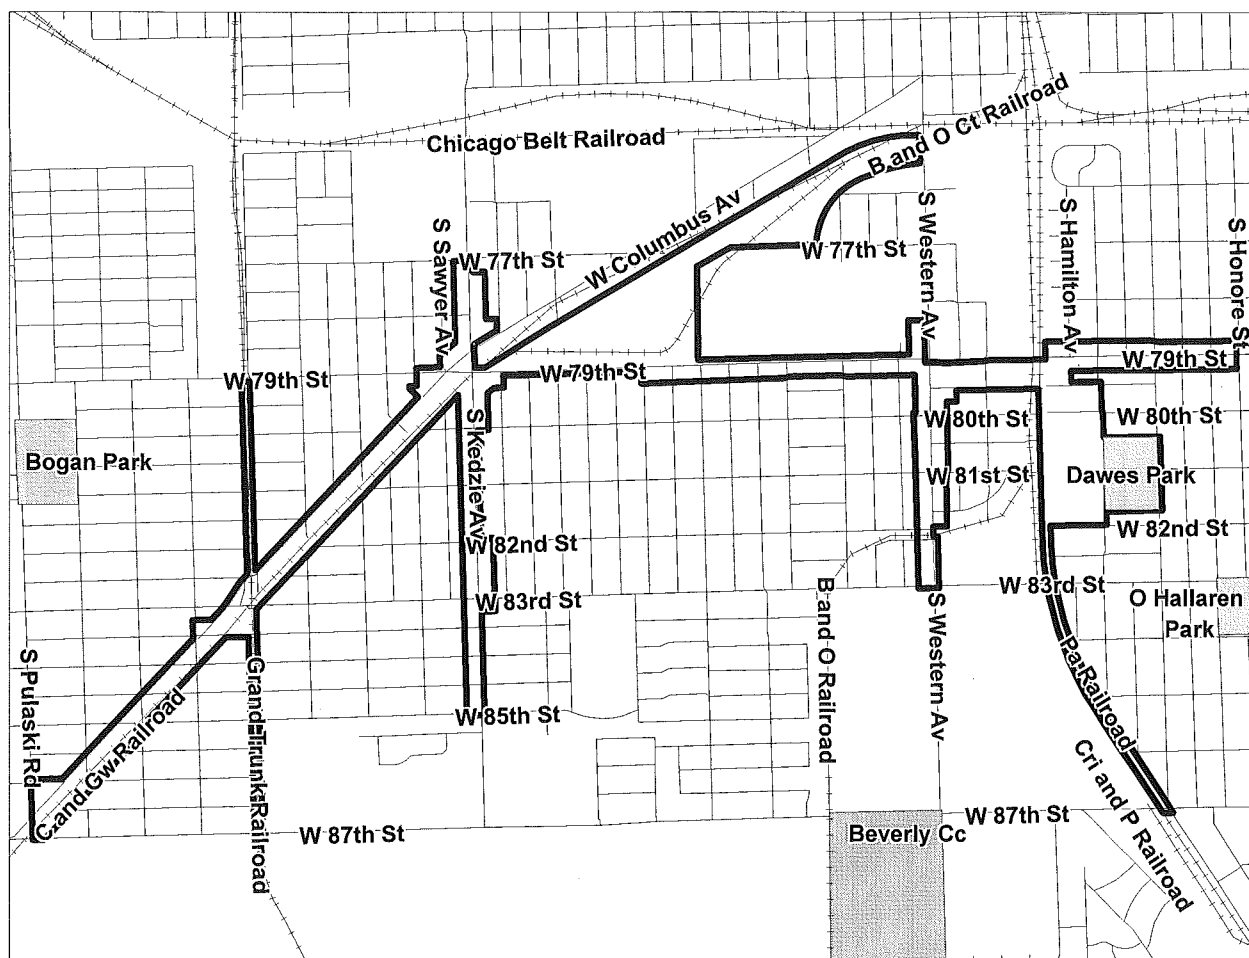 Chicago Belt Railroad
B and O Ct Railroad
W Columbus Av
S Sawyer Av
W 77th St
W 77th St
S Western Av
S Hamilton Av
S Honore St
W 79th St
W 79th St
W 79th St
S Kedzie Av
W 80th St
W 80th St
Bogan Park
W 81st St
Dawes Park
W 82nd St
W 82nd St
W 83rd St
W 83rd St
O Hallaren
Park
B and O Railroad
S Western Av
S Pulaski Rd
C and Gw Railroad
Grand Trunk Railroad
W 85th St
Pa Railroad
Cri and P Railroad
W 87th St
W 87th St
Beverly Cc